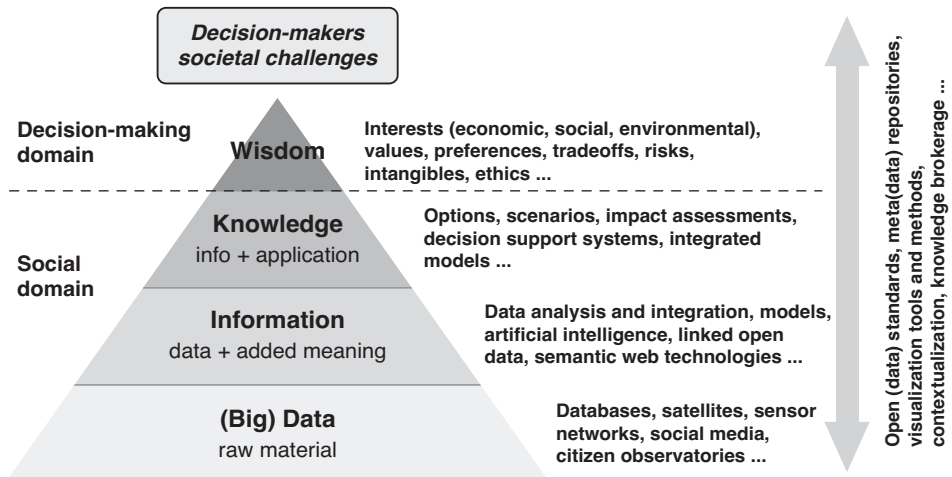 Decision-makers
societal challenges
Decision-making
domain
Wisdom
Interests (economic, social, environmental),
values, preferences, tradeoffs, risks,
intangibles, ethics ...
Social
domain
Knowledge
info + application
Options, scenarios, impact assessments,
decision support systems, integrated
models ...
Information
data + added meaning
Data analysis and integration, models,
artificial intelligence, linked open
data, semantic web technologies ...
(Big) Data
raw material
Databases, satellites, sensor
networks, social media,
citizen observatories ...
Open (data) standards, meta(data) repositories,
visualization tools and methods,
contextualization, knowledge brokerage ...